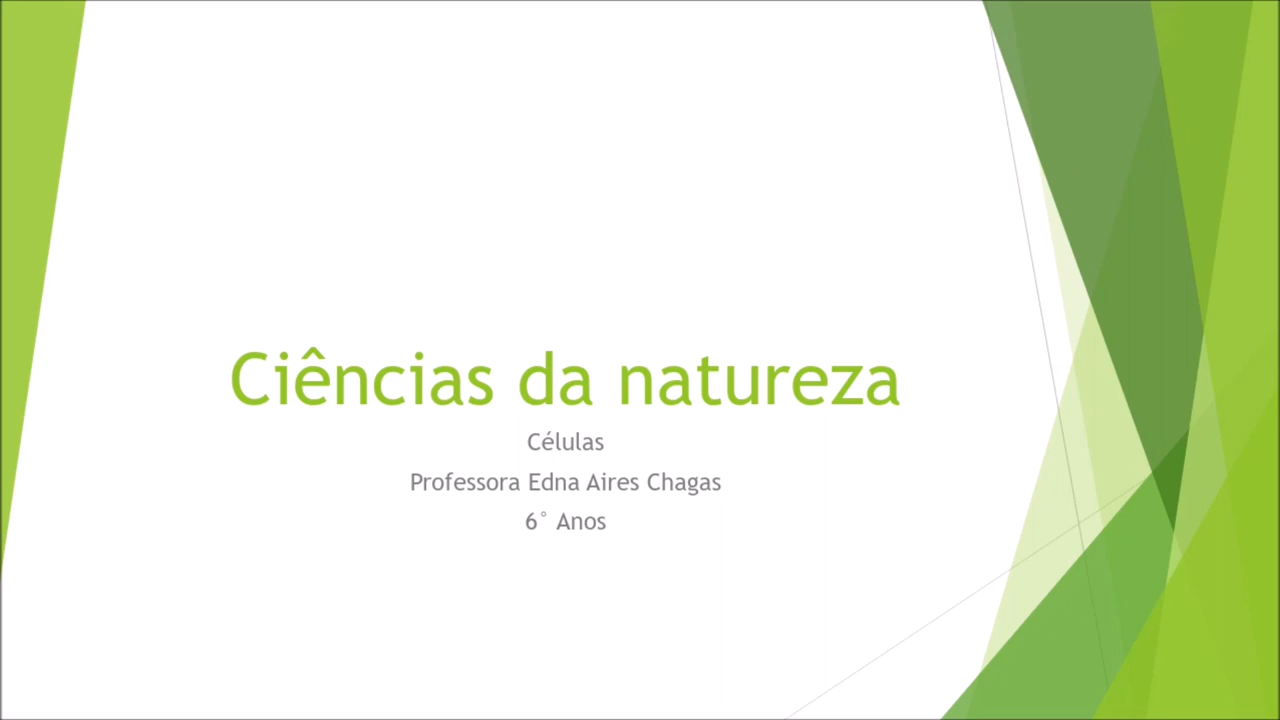 Ciências da natureza
Células
Professora Edna Aires Chagas
6° Anos